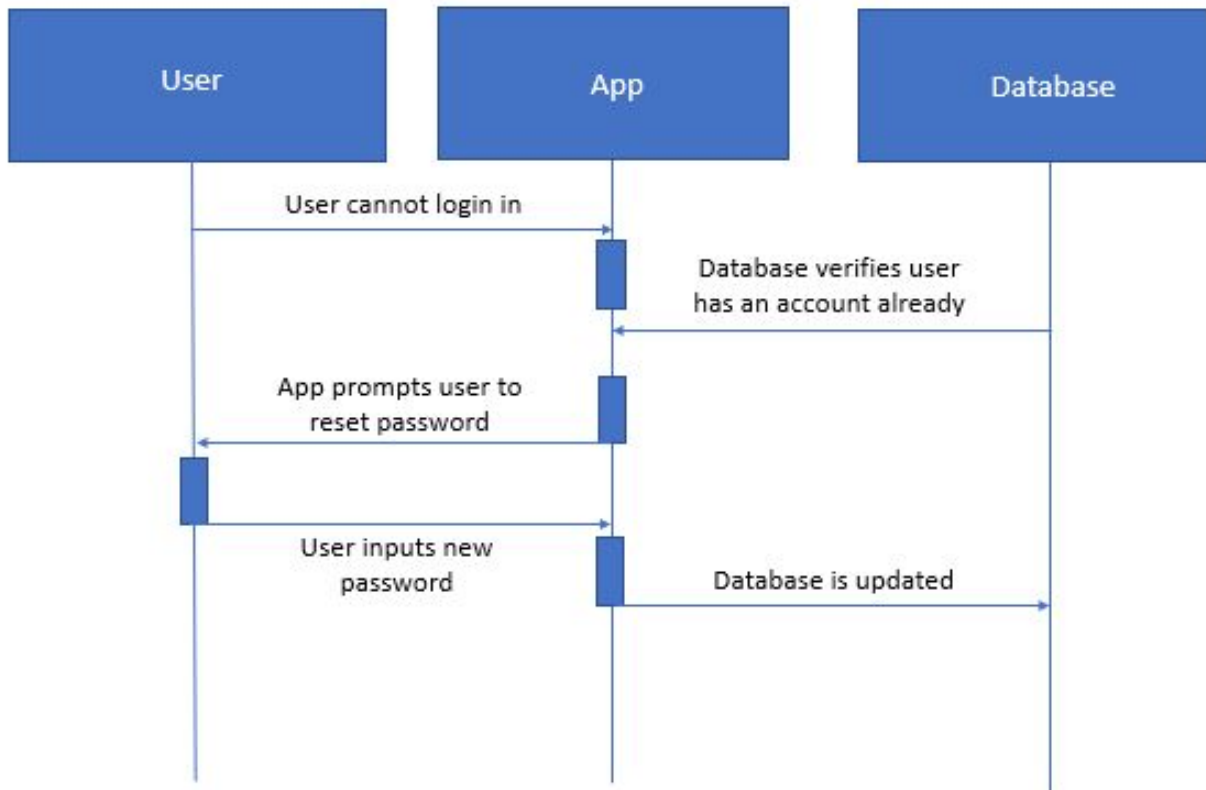 User
App
Database
User cannot login in
Database verifies user
has an account already
App prompts user to
reset password
User inputs new
password
Database is updated